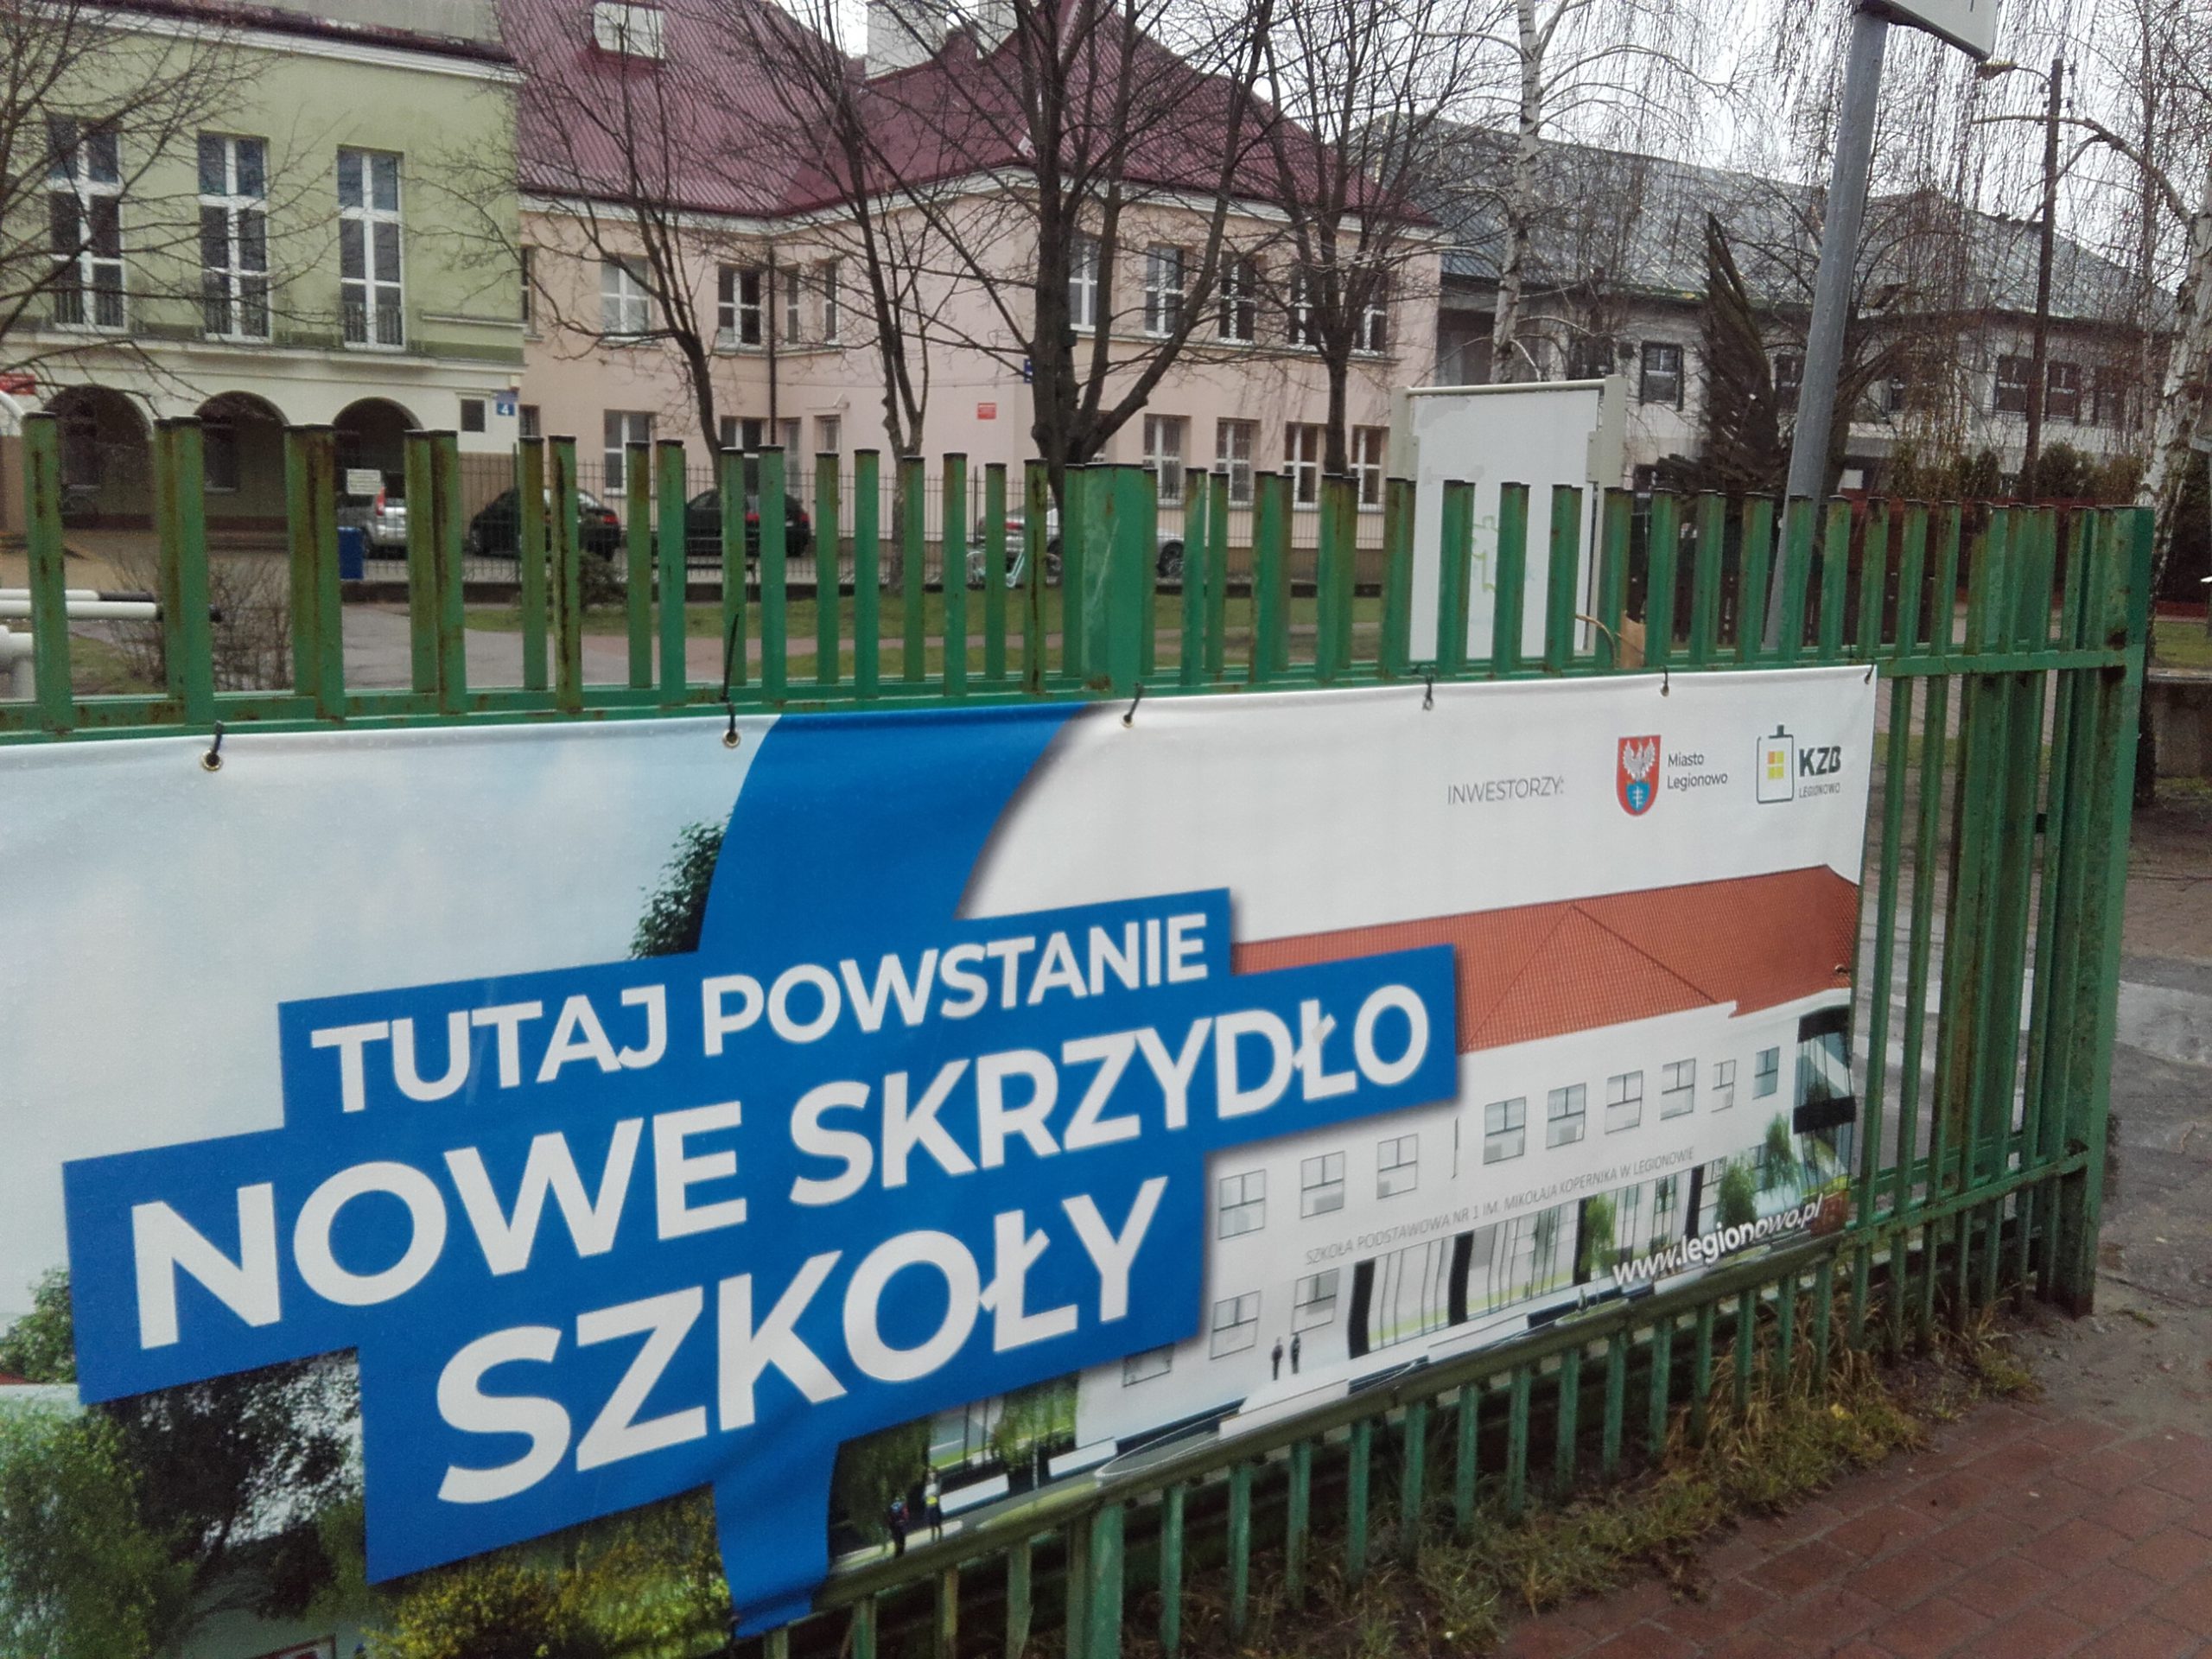 4
INWESTORZY:
Miasto
Legionowo
KZB
LEGIONOWO
TUTAJ POWSTANIE
NOWE SKRZYDŁO
SZKOŁY
SZKOŁA PODSTAWOWA NR 1 IM. MIKOŁAJA KOPERNIKA W LEGIONOWIE
www.legionowo.pl